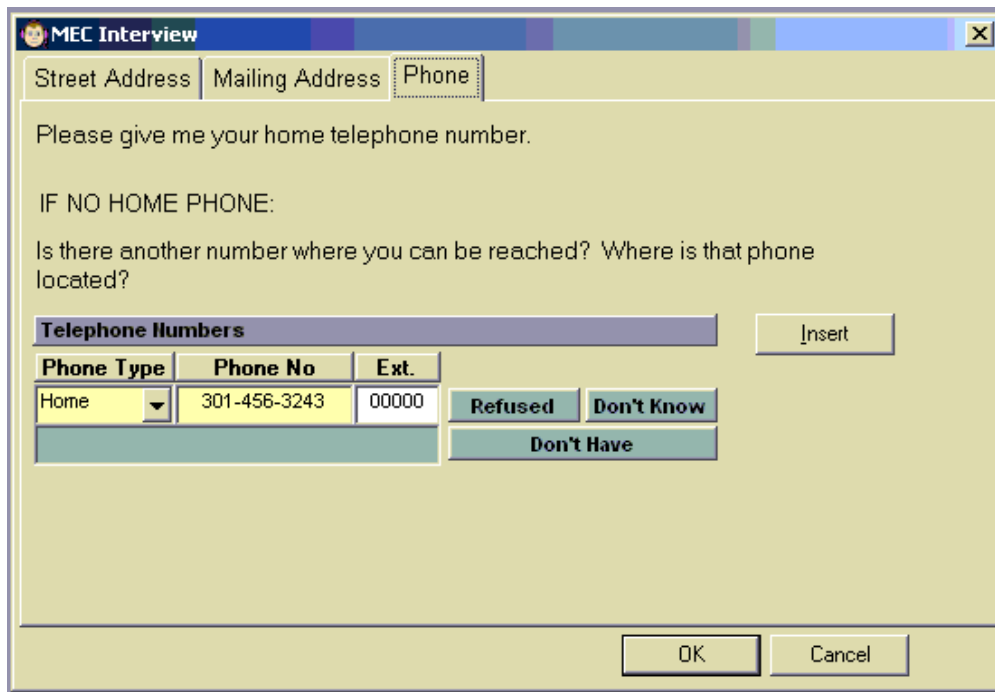 MEC Interview
Street Address Mailing Address Phone
Please give me your home telephone number.
IF NO HOME PHONE:
Is there another number where you can be reached? Where is that phone
located?
Telephone Numbers
Insert
Phone Type Phone No Ext.
Home 301-456-3243 00000 Refused Don't Know
Don't Have
OK Cancel